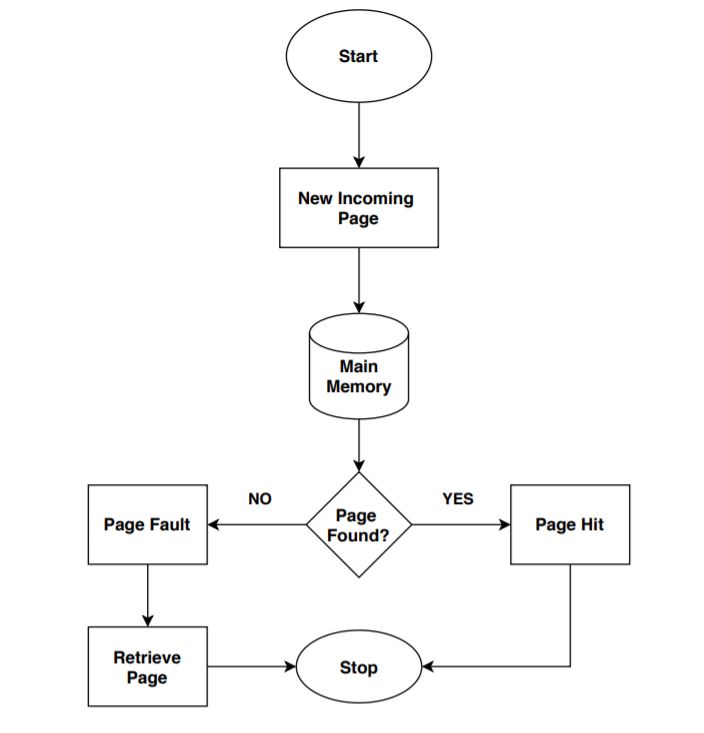 Start
New Incoming
Page
Main
Memory
NO
YES
Page Fault
Page
Found?
Page Hit
Retrieve
Page
Stop